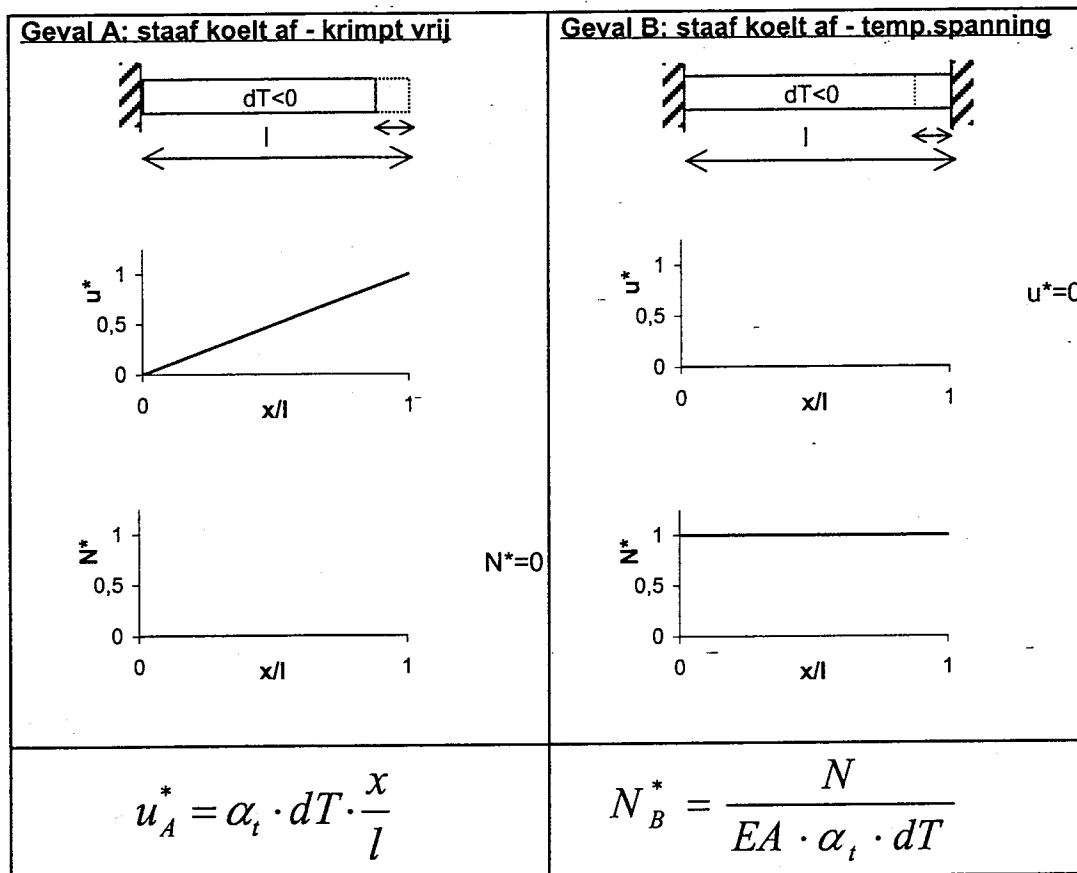 Geval A: staaf koelt af - krimpt vrij
dT<0
l
u*
1
0,5
0
0
1
x/l
N*
1
0,5
0
N*=0
0
1
x/l
u*_A = α_t · dT · x/l
Geval B: staaf koelt af - temp.spanning
dT<0
l
u*
1
0,5
0
u*=0
0
1
x/l
N*
1
0,5
0
0
1
x/l
N*_B = N / (EA · α_t · dT)